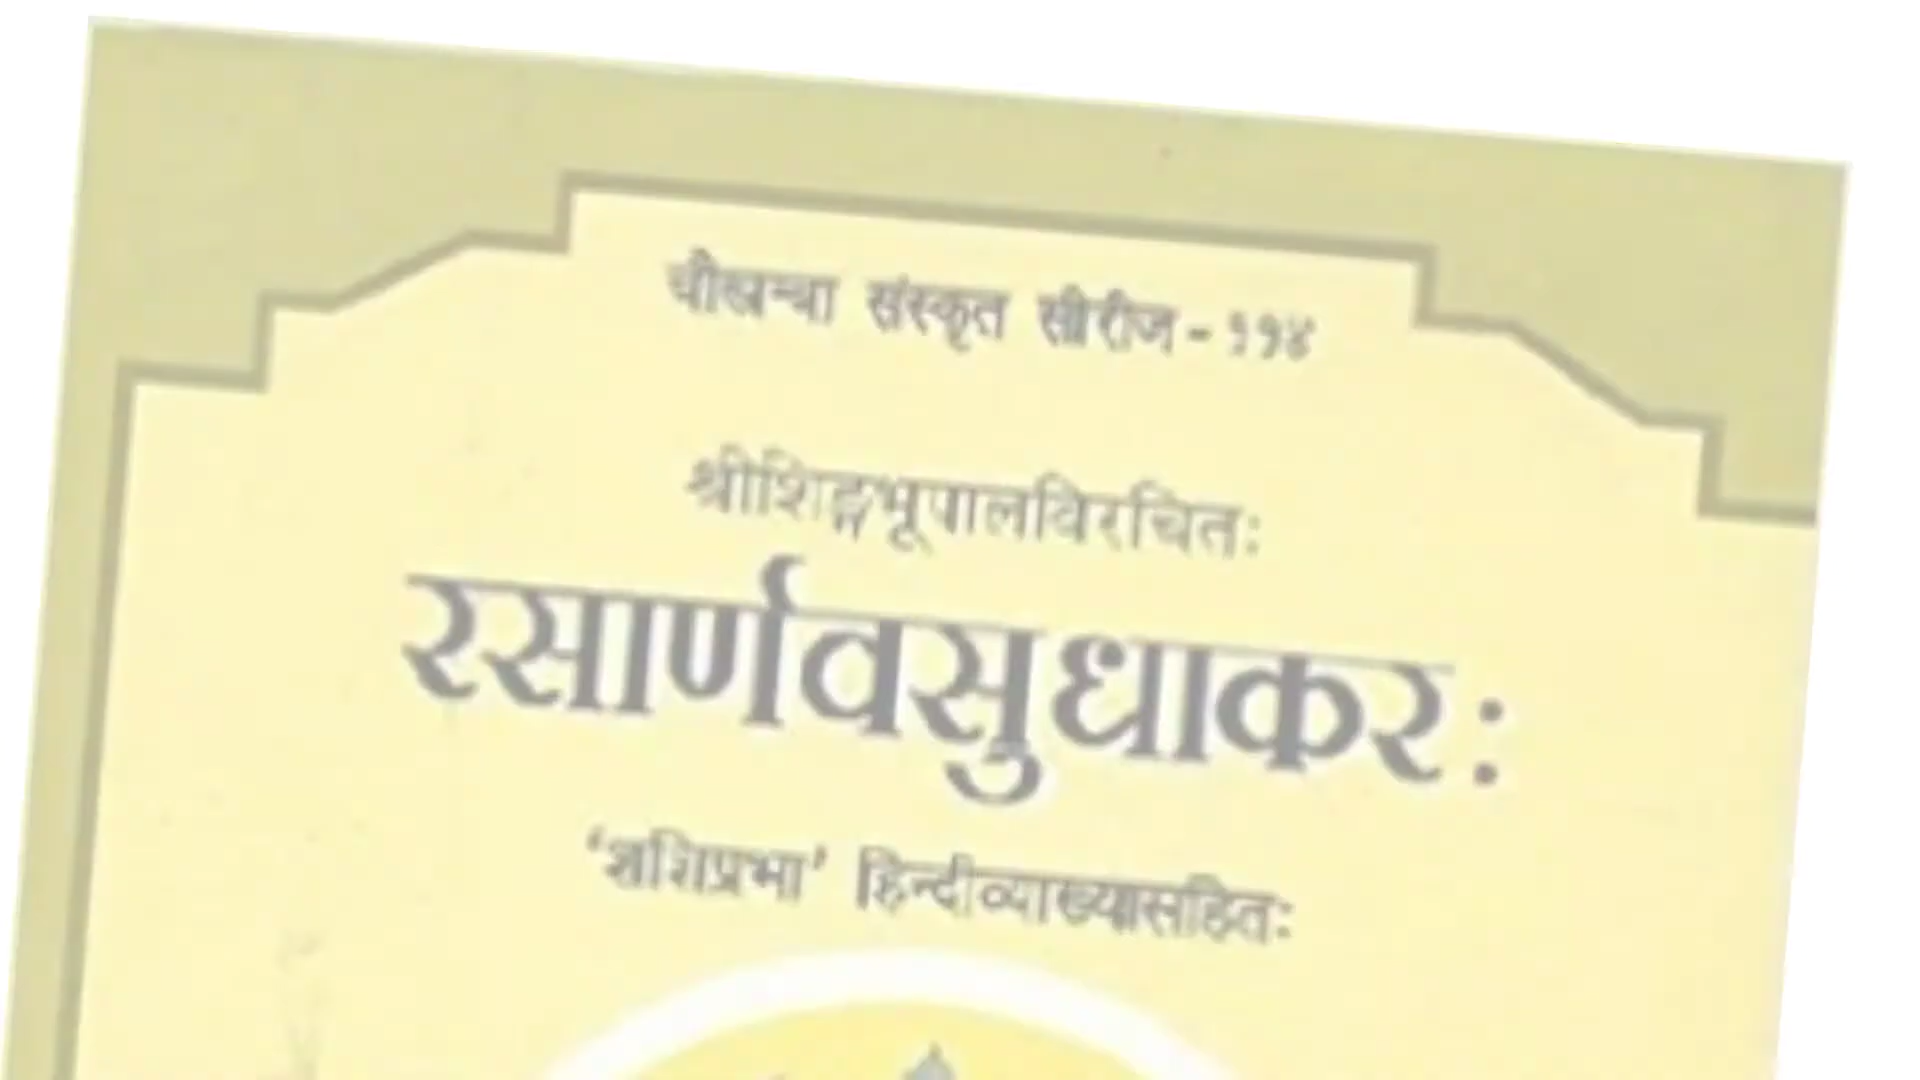 चौखम्बा संस्कृत सीरीज - ११४
श्रीशिङ्गभूपालविरचितः
रसार्णवसुधाकरः
‘शशिप्रभा’ हिन्दीव्याख्यासहितः